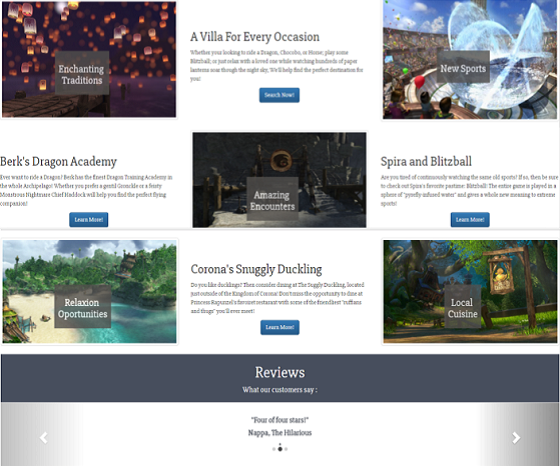 Enchanting
Traditions
A Villa For Every Occasion
Whether your looking to ride a Dragon, Chocobo, or Horse; play some
Blitzball; or just relax with a loved one while watching hundreds of paper
lanterns soar though the night sky, We'll help find the perfect destination for
you!
Search Now!
New Sports
Berk's Dragon Academy
Ever want to ride a Dragon? Berk has the finest Dragon Training Academy in
the whole Archipelago! Whether you prefer a gentil Gronckle or a fiesty
Monstrous Nightmare Chief Haddock will help you find the perfect flying
companion!
Learn More!
Amazing
Encounters
Spira and Blitzball
Are you tired of continuously watching the same old sports? If so, then be sure
to check out Spira's favorite pastime: Blitzball! The entire game is played in a
sphere of "pyrefly-infused water" and gives a whole new meaning to extreme
sports!
Learn More!
Relaxion
Oportunities
Corona's Snuggly Duckling
Do you like ducklings? Then consider dining at The Suggly Duckling, located
just outside of the Kingdom of Corona! Don't miss the opportunity to dine at
Princess Rapunzel's favorist restraunt with some of the friendliest "ruffians
and thugs" you'll ever meet!
Learn More!
Local
Cuisine
Reviews
What our customers say :
"Four of four stars!"
Nappa, The Hilarious